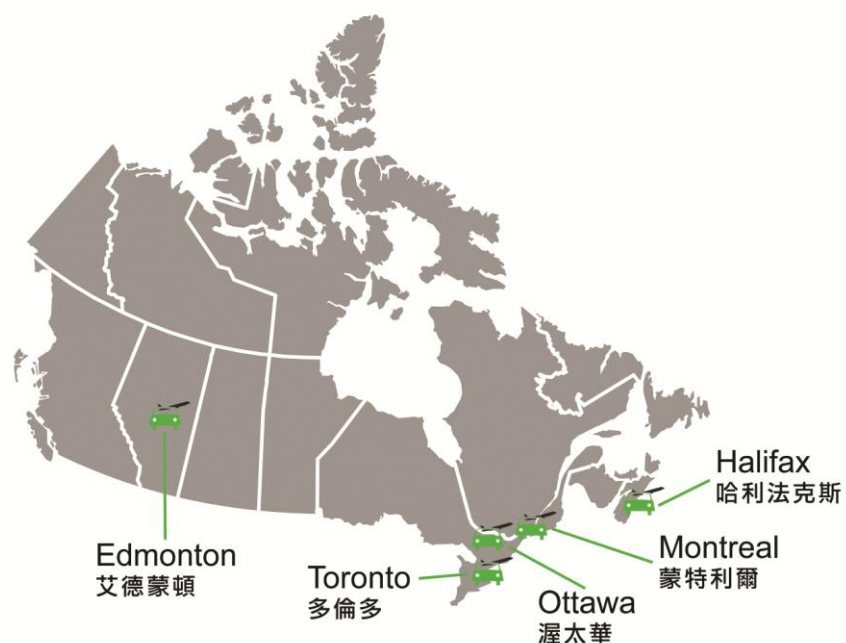 Halifax
哈利法克斯
Edmonton
艾德蒙頓
Toronto
多倫多
Ottawa
渥太華
Montreal
蒙特利爾